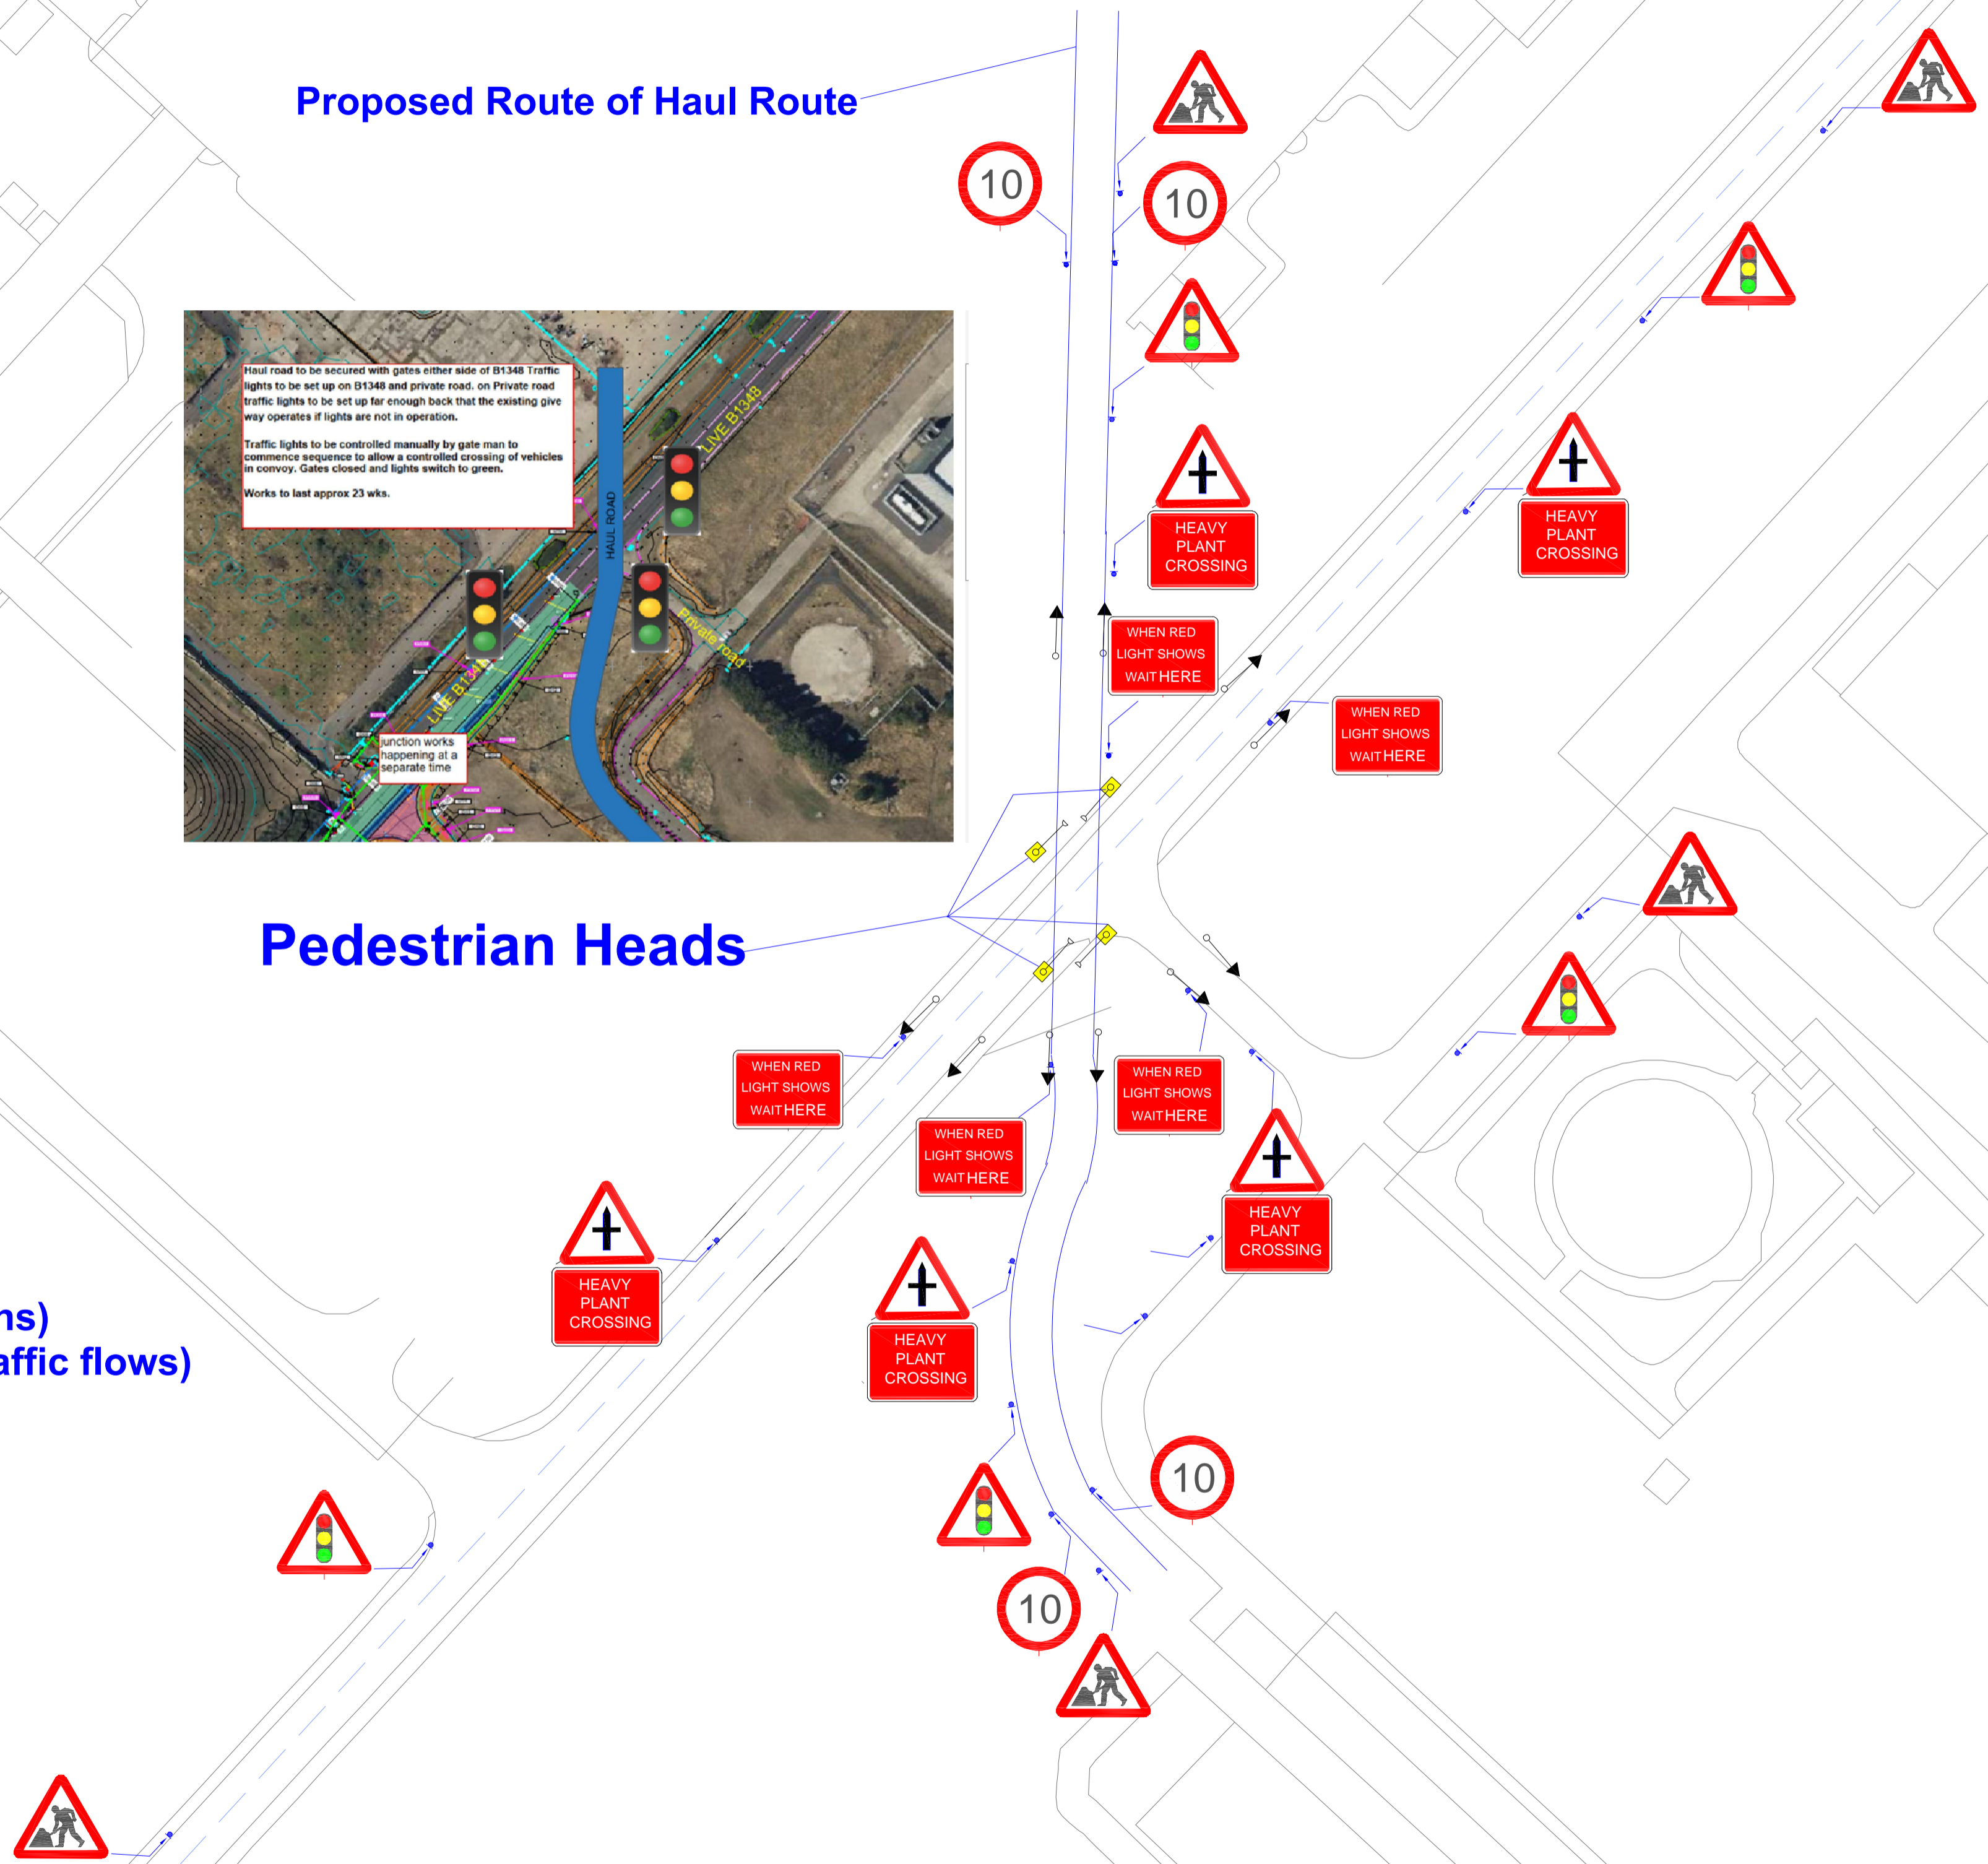 Proposed Route of Haul Route
10
10
Haul road to be secured with gates either side of B1348 Traffic
lights to be set up on B1348 and private road. on Private road
traffic lights to be set up far enough back that the existing give
way operates if lights are not in operation.
Traffic lights to be controlled manually by gate man to
commence sequence to allow a controlled crossing of vehicles
in convoy. Gates closed and lights switch to green.
Works to last approx 23 wks.
LIVE B1348
HAUL ROAD
Private road
LIVE B1348
junction works
happening at a
separate time
HEAVY
PLANT
CROSSING
HEAVY
PLANT
CROSSING
WHEN RED
LIGHT SHOWS
WAIT HERE
WHEN RED
LIGHT SHOWS
WAIT HERE
Pedestrian Heads
WHEN RED
LIGHT SHOWS
WAIT HERE
WHEN RED
LIGHT SHOWS
WAIT HERE
WHEN RED
LIGHT SHOWS
WAIT HERE
HEAVY
PLANT
CROSSING
HEAVY
PLANT
CROSSING
HEAVY
PLANT
CROSSING
ns)
affic flows)
10
10